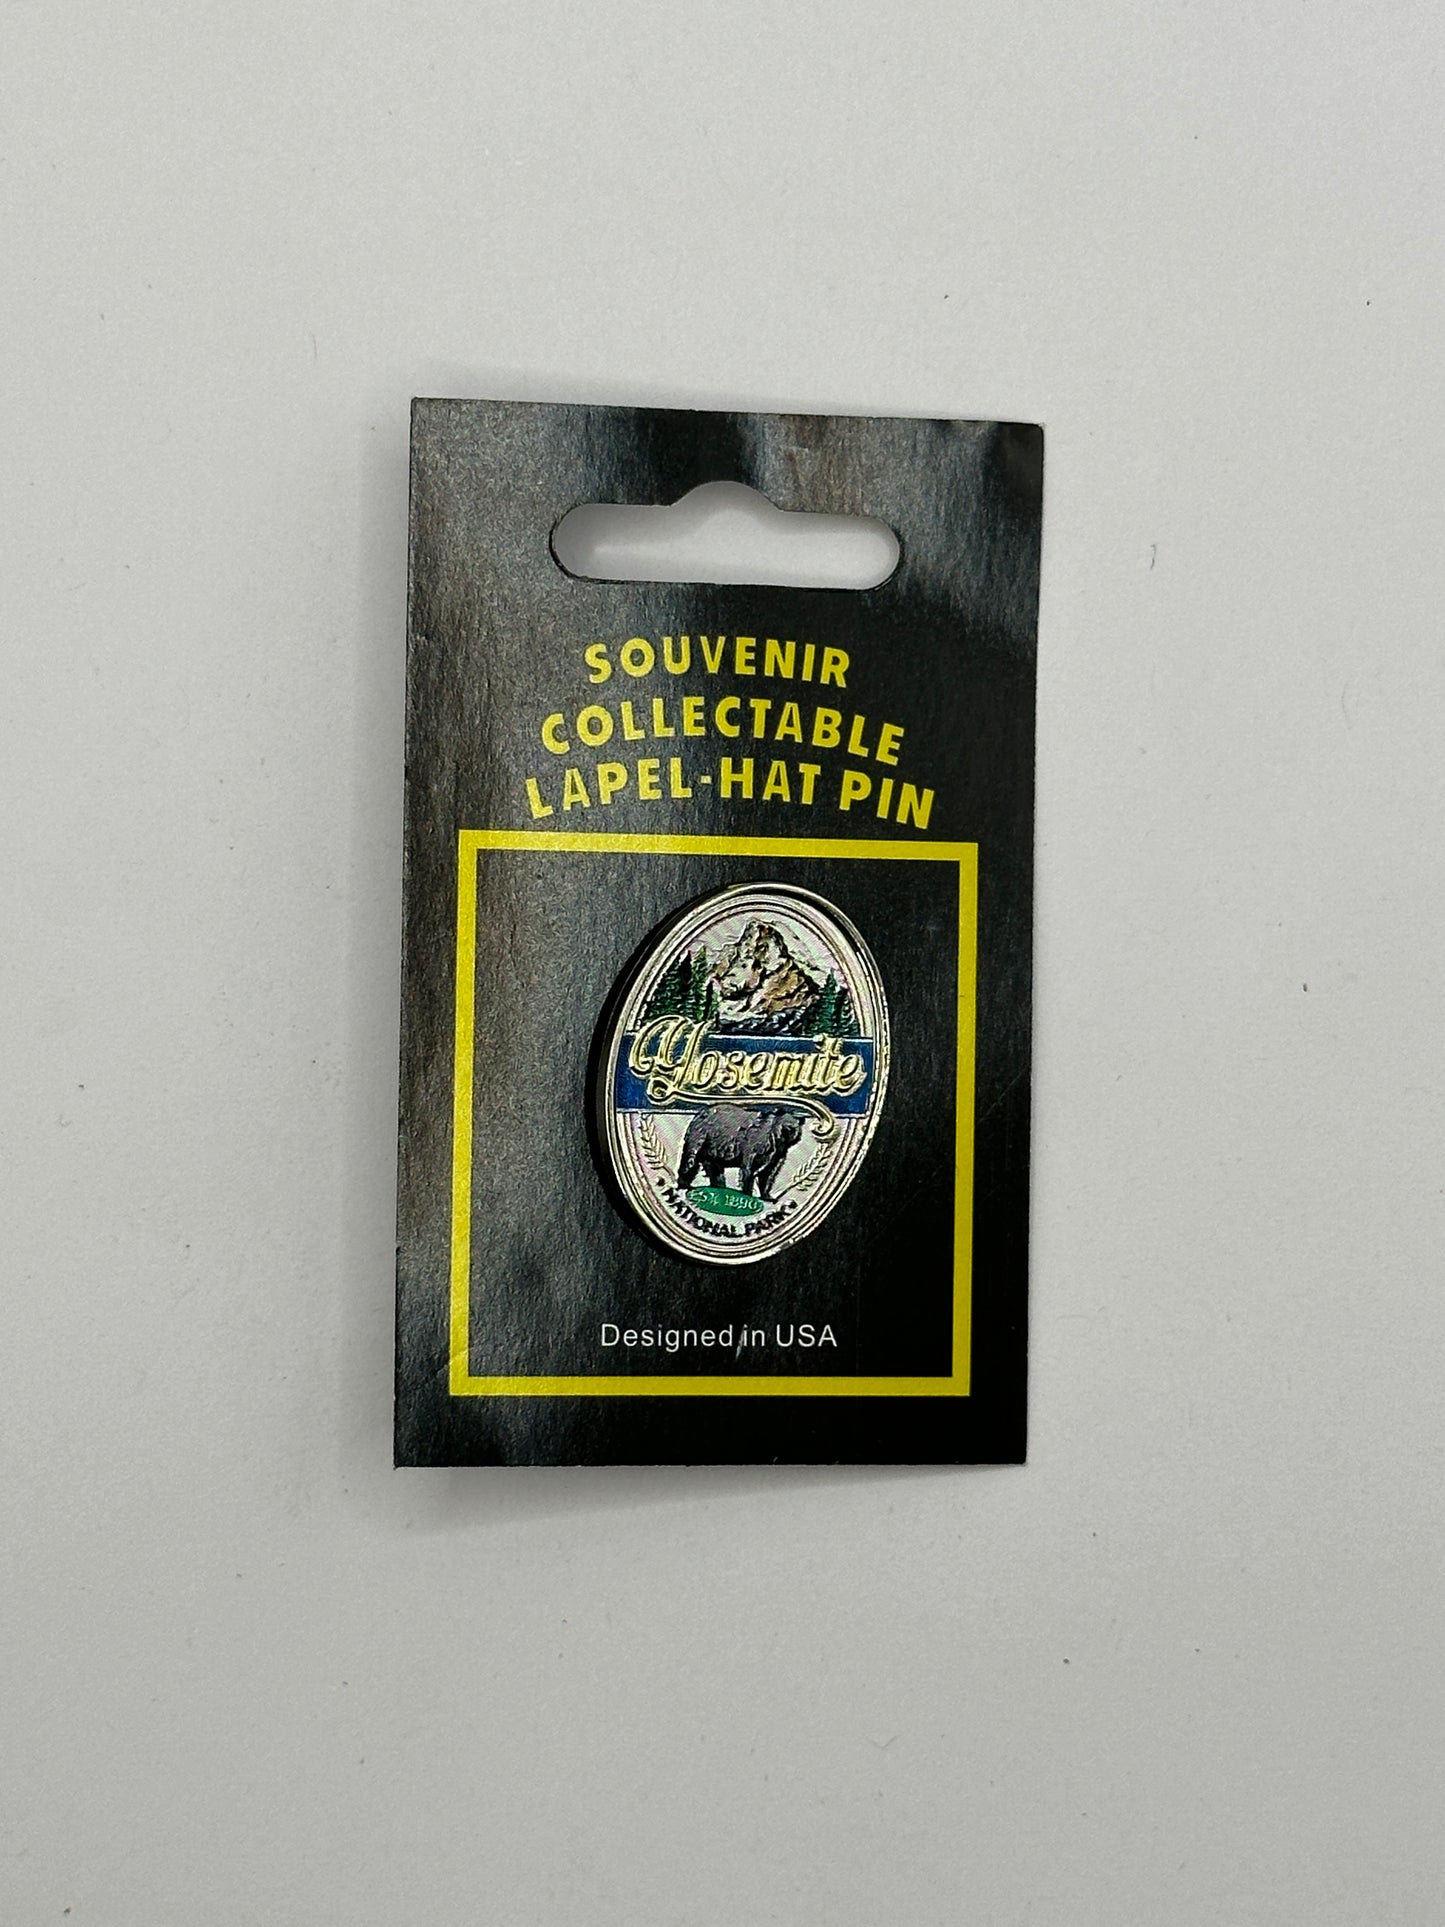 SOUVENIR
COLLECTABLE
LAPEL-HAT PIN
Yosemite
EST. 1890
• NATIONAL PARK •
Designed in USA